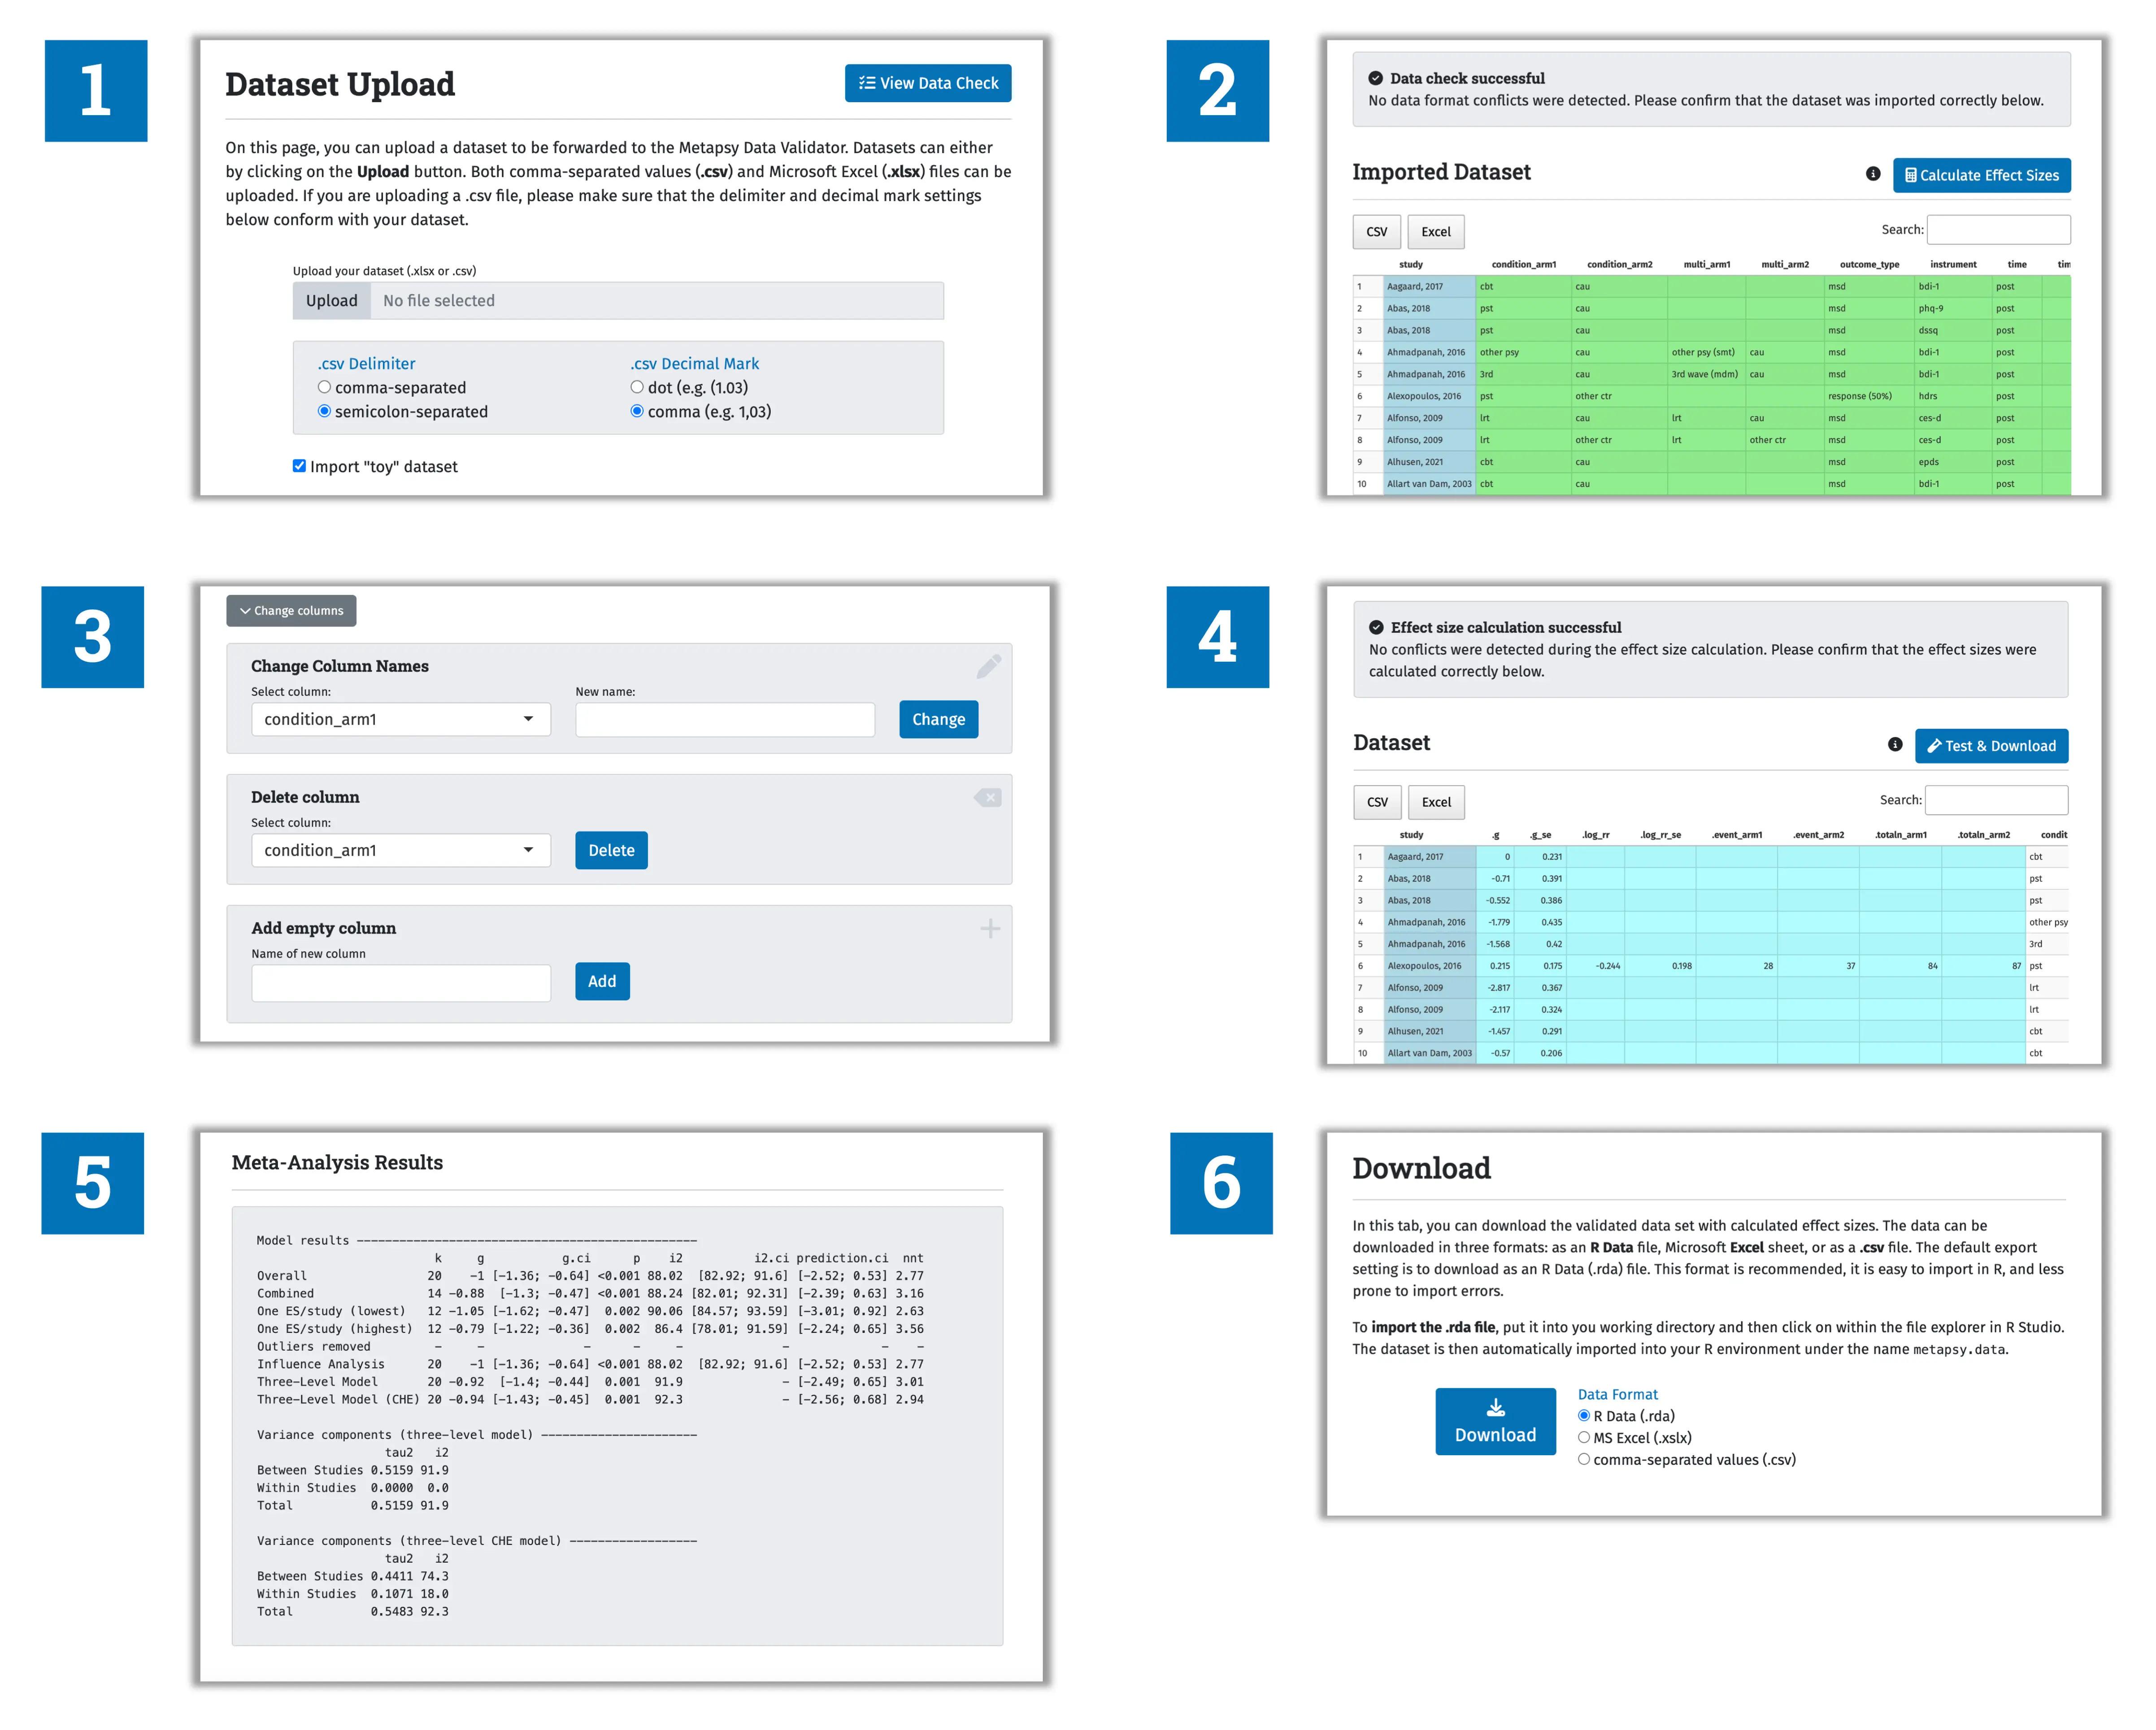 1
Dataset Upload
View Data Check
On this page, you can upload a dataset to be forwarded to the Metapsy Data Validator. Datasets can either
by clicking on the Upload button. Both comma-separated values (.csv) and Microsoft Excel (.xlsx) files can be
uploaded. If you are uploading a .csv file, please make sure that the delimiter and decimal mark settings
below conform with your dataset.
Upload your dataset (.xlsx or .csv)
Upload No file selected
.csv Delimiter .csv Decimal Mark
comma-separated dot (e.g. (1.03)
semicolon-separated comma (e.g. 1,03)
Import "toy" dataset
2
Data check successful
No data format conflicts were detected. Please confirm that the dataset was imported correctly below.
Imported Dataset
Calculate Effect Sizes
CSV Excel Search:
study condition_arm1 condition_arm2 multi_arm1 multi_arm2 outcome_type instrument time tim
1 Aagaard, 2017 cbt cau msd bdi-1 post
2 Abas, 2018 pst cau msd phq-9 post
3 Abas, 2018 pst cau msd dssq post
4 Ahmadpanah, 2016 other psy cau other psy (smt) cau msd bdi-1 post
5 Ahmadpanah, 2016 3rd cau 3rd wave (mdm) cau msd bdi-1 post
6 Alexopoulos, 2016 pst other ctr response (50%) hdrs post
7 Alfonso, 2009 lrt cau lrt cau msd ces-d post
8 Alfonso, 2009 lrt other ctr lrt other ctr msd ces-d post
9 Alhusen, 2021 cbt cau msd epds post
10 Allart van Dam, 2003 cbt cau msd bdi-1 post
3
Change columns
Change Column Names
Select column: New name:
condition_arm1 Change
Delete column
Select column:
condition_arm1 Delete
Add empty column
Name of new column
Add
4
Effect size calculation successful
No conflicts were detected during the effect size calculation. Please confirm that the effect sizes were
calculated correctly below.
Dataset
Test & Download
CSV Excel Search:
study .g .g_se .log_rr .log_rr_se .event_arm1 .event_arm2 .totaln_arm1 .totaln_arm2 condit
1 Aagaard, 2017 0 0.231 cbt
2 Abas, 2018 -0.71 0.391 pst
3 Abas, 2018 -0.552 0.386 pst
4 Ahmadpanah, 2016 -1.779 0.435 other psy
5 Ahmadpanah, 2016 -1.568 0.42 3rd
6 Alexopoulos, 2016 0.215 0.175 -0.244 0.198 28 37 84 87 pst
7 Alfonso, 2009 -2.817 0.367 lrt
8 Alfonso, 2009 -2.117 0.324 lrt
9 Alhusen, 2021 -1.457 0.291 cbt
10 Allart van Dam, 2003 -0.57 0.206 cbt
5
Meta-Analysis Results
Model results ------------------------------------------------
k g g.ci p i2 i2.ci prediction.ci nnt
Overall 20 -1 [-1.36; -0.64] <0.001 88.02 [82.92; 91.6] [-2.52; 0.53] 2.77
Combined 14 -0.88 [-1.3; -0.47] <0.001 88.24 [82.01; 92.31] [-2.39; 0.63] 3.16
One ES/study (lowest) 12 -1.05 [-1.62; -0.47] 0.002 90.06 [84.57; 93.59] [-3.01; 0.92] 2.63
One ES/study (highest) 12 -0.79 [-1.22; -0.36] 0.002 86.4 [78.01; 91.59] [-2.24; 0.65] 3.56
Outliers removed - - - - - - - -
Influence Analysis 20 -1 [-1.36; -0.64] <0.001 88.02 [82.92; 91.6] [-2.52; 0.53] 2.77
Three-Level Model 20 -0.92 [-1.4; -0.44] 0.001 91.9 - [-2.49; 0.65] 3.01
Three-Level Model (CHE) 20 -0.94 [-1.43; -0.45] 0.001 92.3 - [-2.56; 0.68] 2.94
Variance components (three-level model) ----------------------
tau2 i2
Between Studies 0.5159 91.9
Within Studies 0.0000 0.0
Total 0.5159 91.9
Variance components (three-level CHE model) ------------------
tau2 i2
Between Studies 0.4411 74.3
Within Studies 0.1071 18.0
Total 0.5483 92.3
6
Download
In this tab, you can download the validated data set with calculated effect sizes. The data can be
downloaded in three formats: as an R Data file, Microsoft Excel sheet, or as a .csv file. The default export
setting is to download as an R Data (.rda) file. This format is recommended, it is easy to import in R, and less
prone to import errors.
To import the .rda file, put it into you working directory and then click on within the file explorer in R Studio.
The dataset is then automatically imported into your R environment under the name metapsy.data.
Download
Data Format
R Data (.rda)
MS Excel (.xslx)
comma-separated values (.csv)